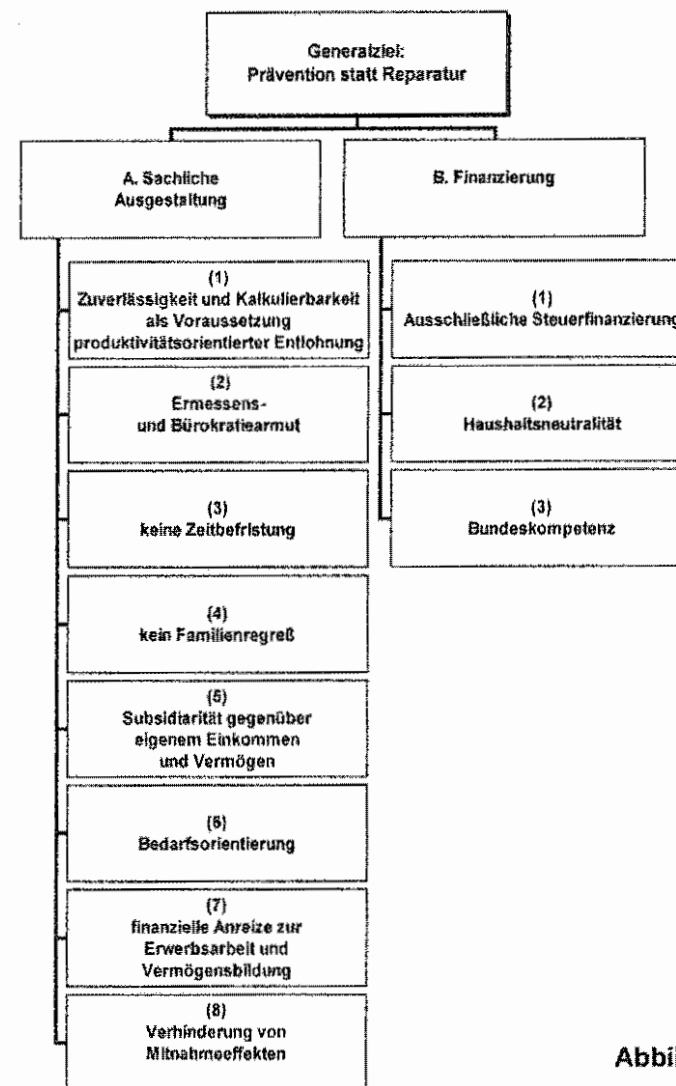 Generalziel:
Prävention statt Reparatur
A. Sachliche
Ausgestaltung
(1)
Zuverlässigkeit und Kalkulierbarkeit
als Voraussetzung
produktivitätsorientierter Entlohnung
(2)
Ermessens-
und Bürokratiearmut
(3)
keine Zeitbefristung
(4)
kein Familienregreß
(5)
Subsidiarität gegenüber
eigenem Einkommen
und Vermögen
(6)
Bedarfsorientierung
(7)
finanzielle Anreize zur
Erwerbsarbeit und
Vermögensbildung
(8)
Verhinderung von
Mitnahmeeffekten
B. Finanzierung
(1)
Ausschließliche Steuerfinanzierung
(2)
Haushaltsneutralität
(3)
Bundeskompetenz
Abbil